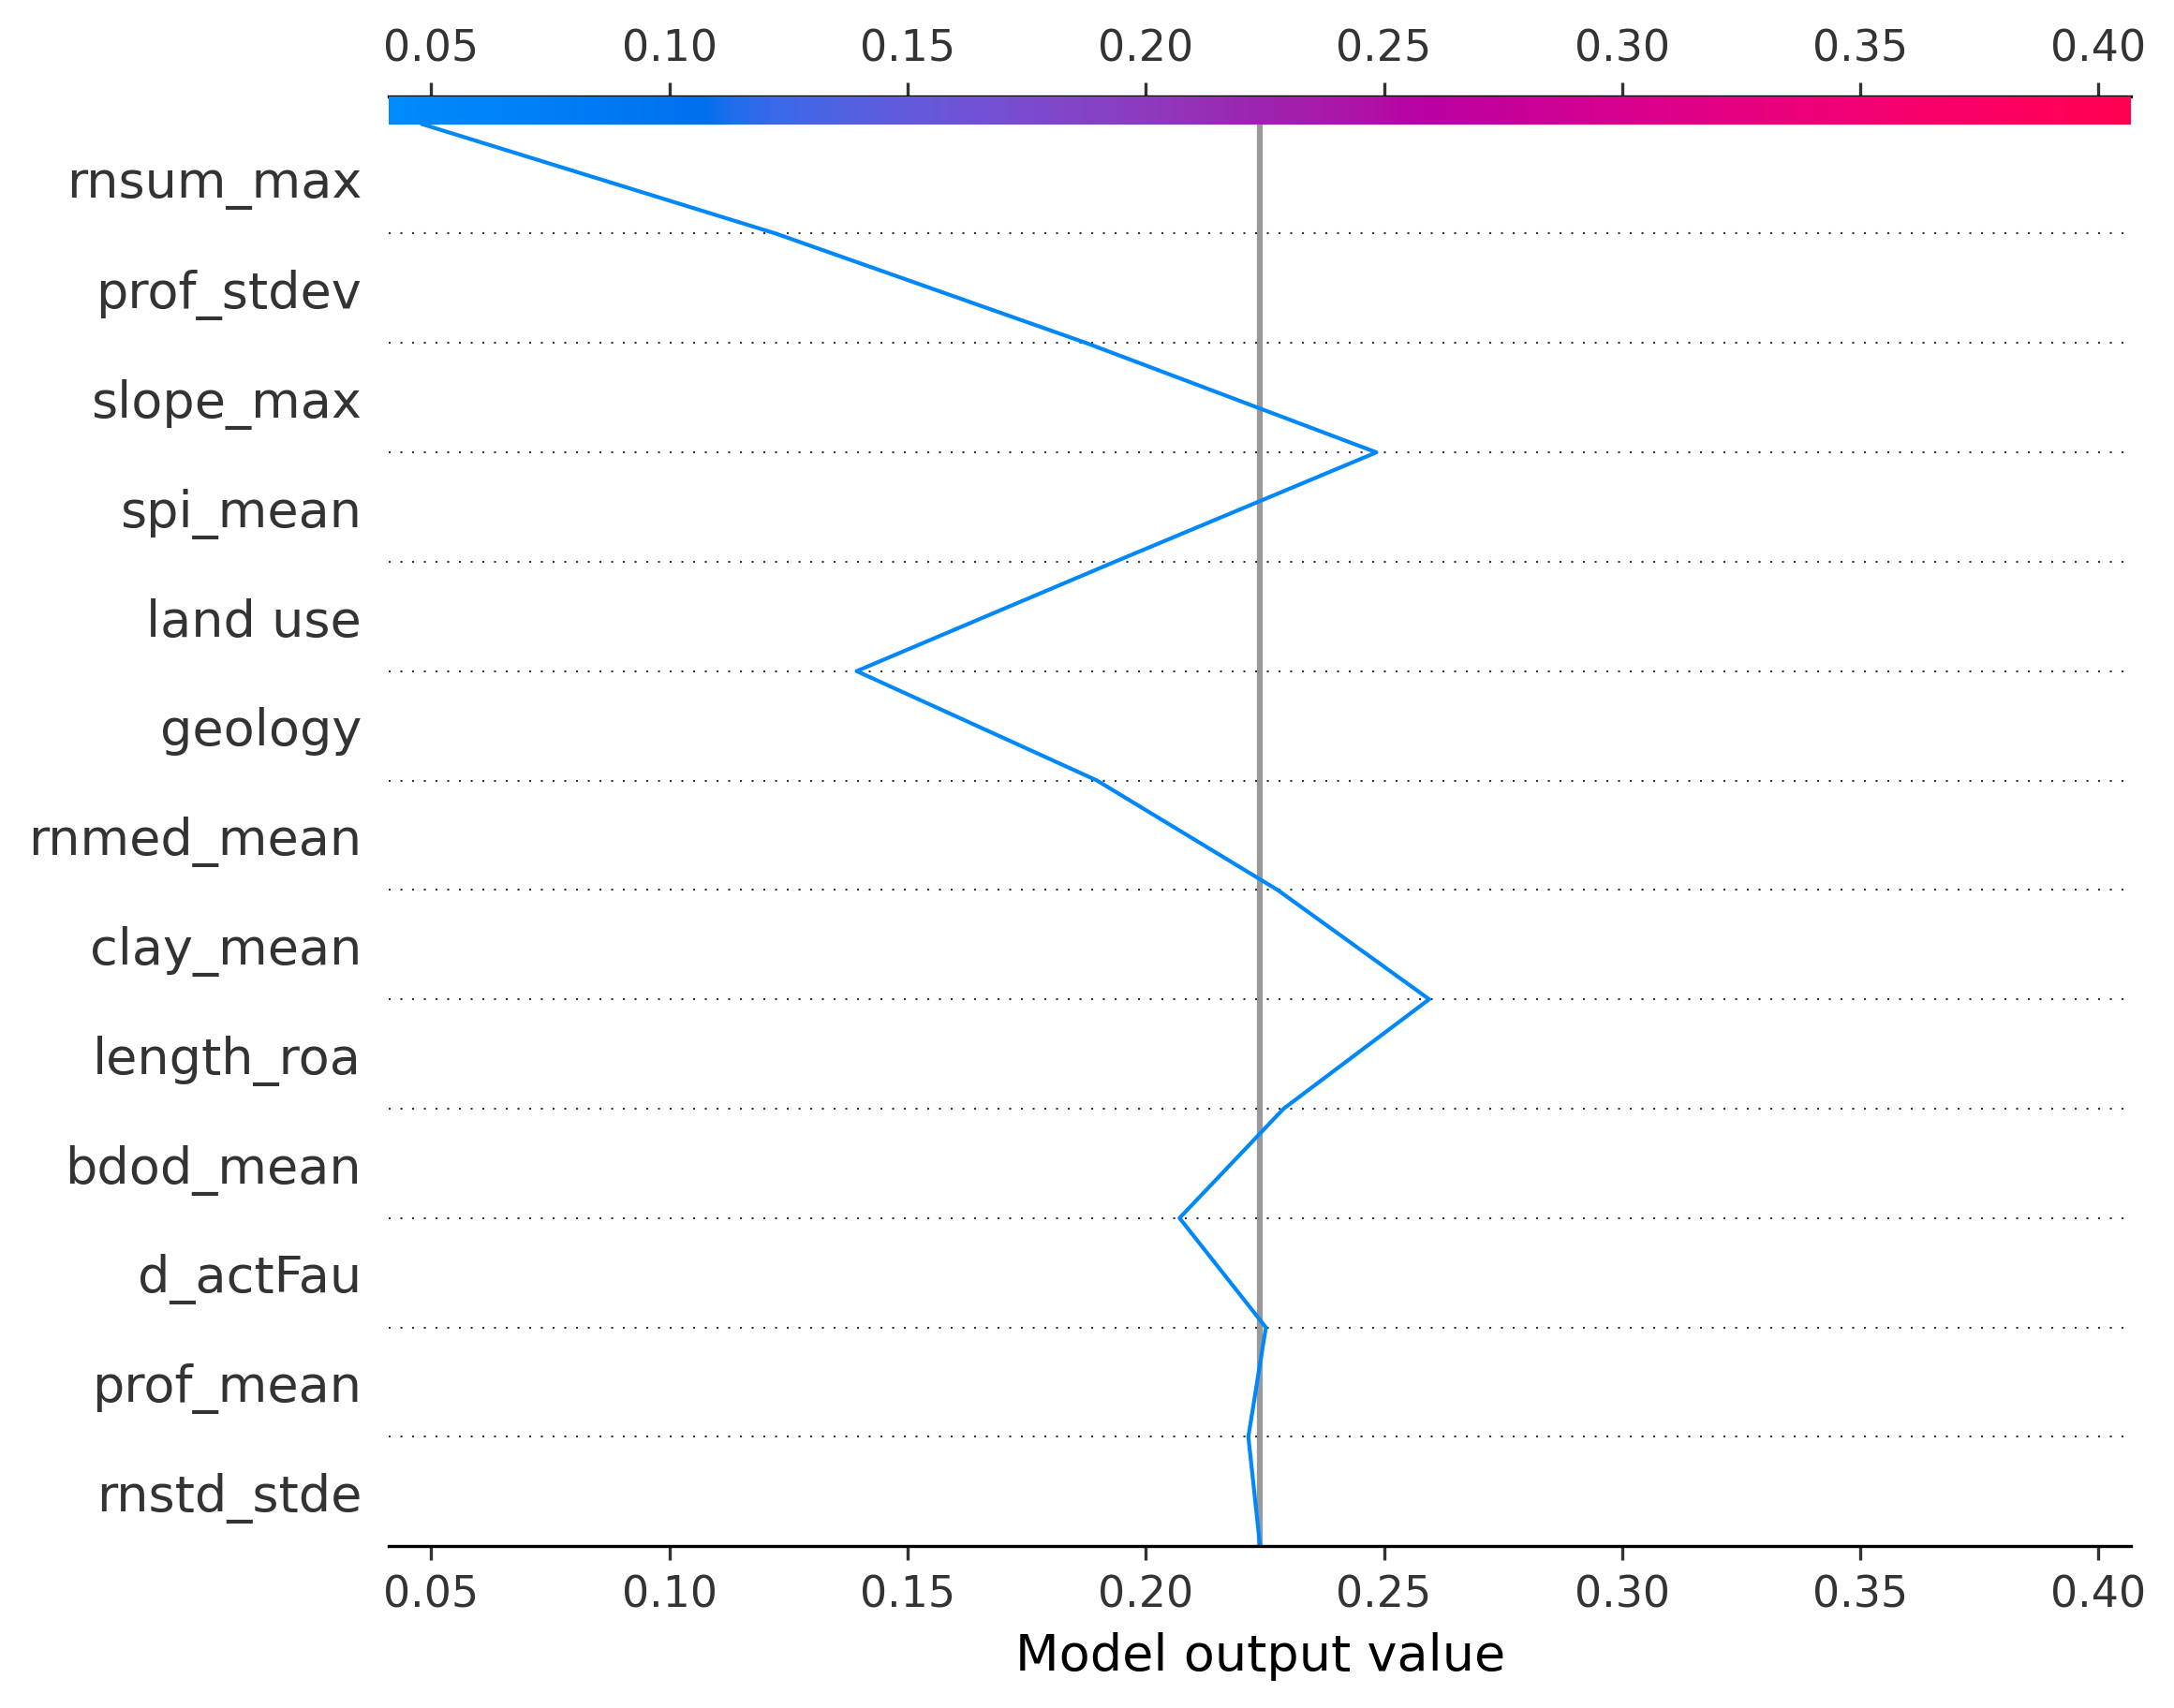 0.05 0.10 0.15 0.20 0.25 0.30 0.35 0.40
rnsum_max
prof_stdev
slope_max
spi_mean
land use
geology
rnmed_mean
clay_mean
length_roa
bdod_mean
d_actFau
prof_mean
rnstd_stde
0.05 0.10 0.15 0.20 0.25 0.30 0.35 0.40
Model output value